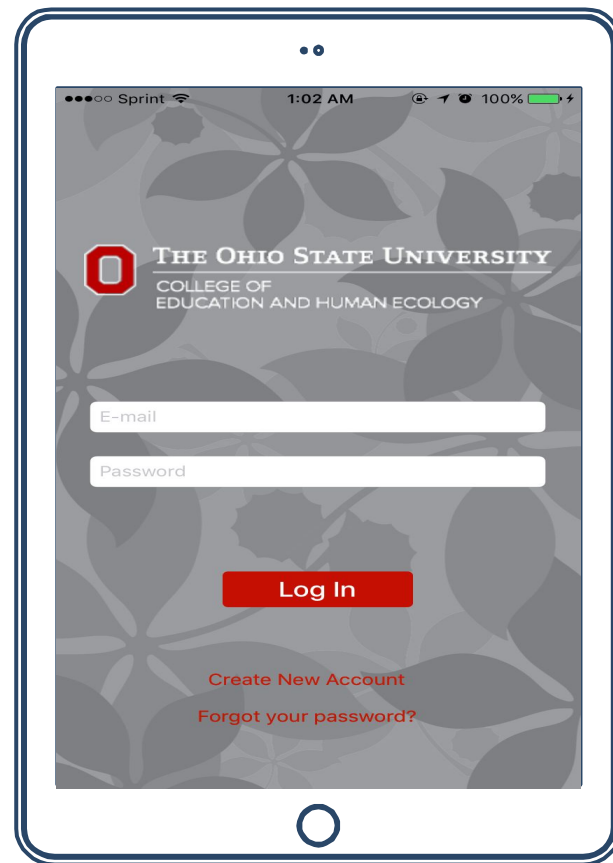 Sprint 1:02 AM 100%
O THE OHIO STATE UNIVERSITY
COLLEGE OF
EDUCATION AND HUMAN ECOLOGY
E-mail
Password
Log In
Create New Account
Forgot your password?